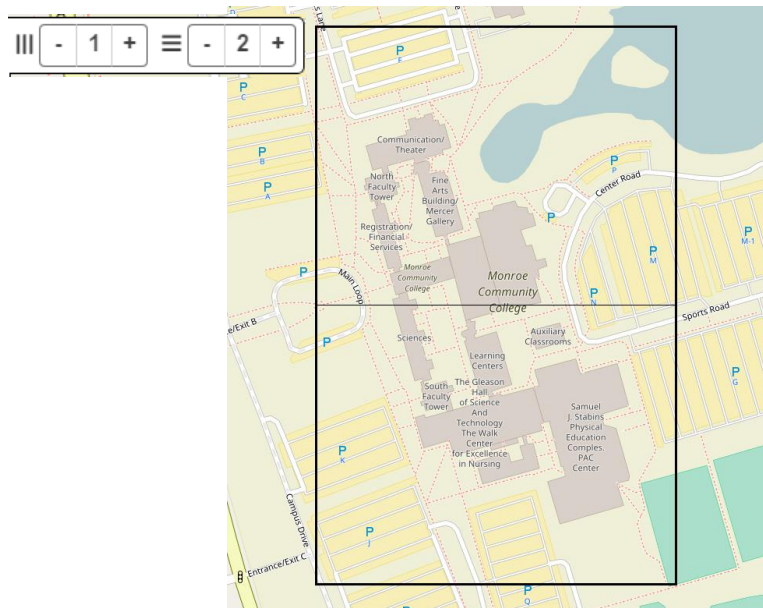 - 1 +
- 2 +
s Lane
P
F
P
C
Communication/
Theater
P
B
P
A
North
Faculty
Tower
Fine
Arts
Building/
Mercer
Gallery
P
P
Center Road
P
Registration/
Financial
Services
P
M-1
P
M
Monroe
Community
College
Monroe
Community
College
P
Main Loop
P
N
ce/Exit B
Sports Road
P
Sciences
Auxiliary
Classrooms
Learning
Centers
P
G
South
Faculty
Tower
The Gleason
Hall
of Science
And
Technology
The Walk
Center
for Excellence
in Nursing
Samuel
J. Stabins
Physical
Education
Complex,
PAC
Center
P
K
Campus Drive
P
J
Entrance/Exit C
P
Q
P